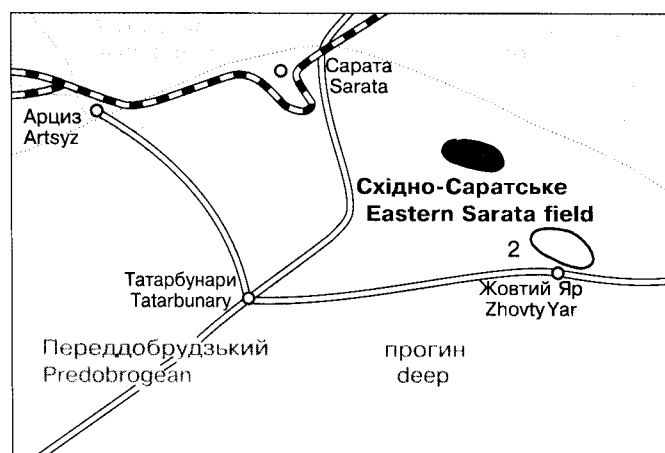 Сарата
Sarata
Арциз
Artsyz
Східно-Саратське
Eastern Sarata field
2
Татарбунари
Tatarbunary
Жовтий Яр
Zhovty Yar
Переддобрудзький прогин
Predobrogean deep